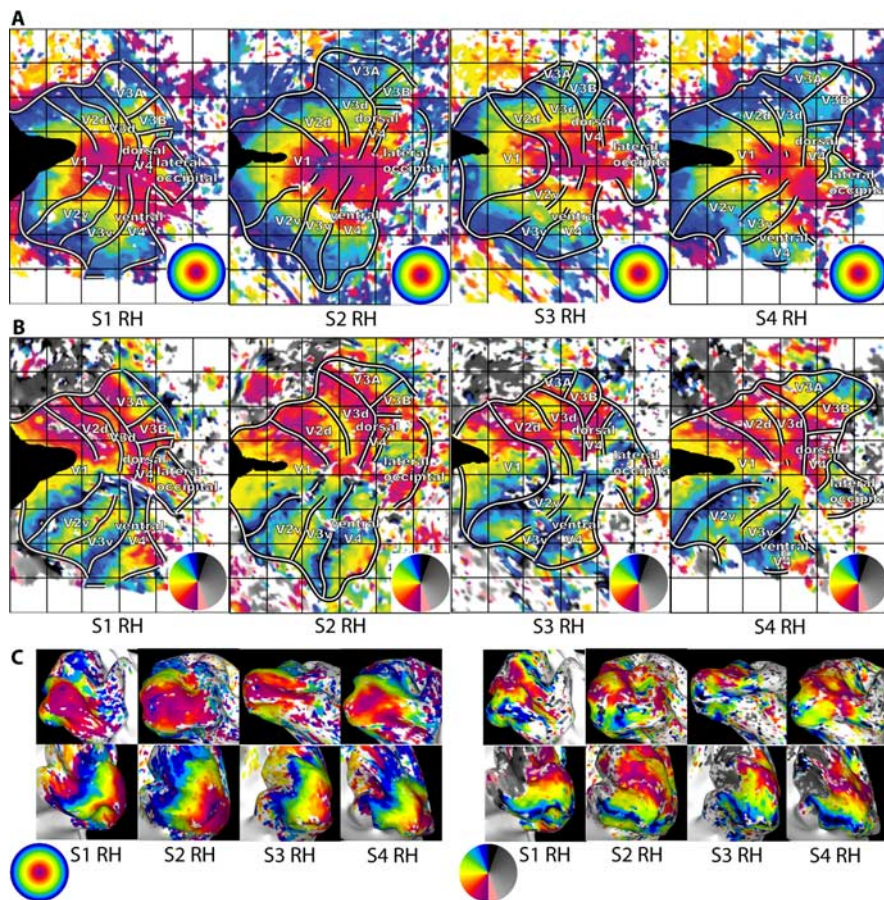 A
V3A
V3B
V2d
V3d
dorsal
V4
V1
lateral
occipital
V2v
V3v
ventral
V4
S1 RH
V3A
V3B
V2d
V3d
dorsal
V4
V1
lateral
occipital
V2v
V3v
ventral
V4
S2 RH
V3A
V3B
V2d
V3d
dorsal
V4
V1
lateral
occipital
V2v
V3v
ventral
V4
S3 RH
V3A
V3B
V2d
V3d
dorsal
V4
V1
lateral
occipital
V2v
V3v
ventral
V4
S4 RH
B
V3A
V3B
V2d
V3d
dorsal
V4
V1
lateral
occipital
V2v
V3v
ventral
V4
S1 RH
V3A
V3B
V2d
V3d
dorsal
V4
V1
lateral
occipital
V2v
V3v
ventral
V4
S2 RH
V3A
V3B
V2d
V3d
dorsal
V4
V1
lateral
occipital
V2v
V3v
ventral
V4
S3 RH
V3A
V3B
V2d
V3d
dorsal
V4
V1
lateral
occipital
V2v
V3v
ventral
V4
S4 RH
C
S1 RH
S2 RH
S3 RH
S4 RH
S1 RH
S2 RH
S3 RH
S4 RH